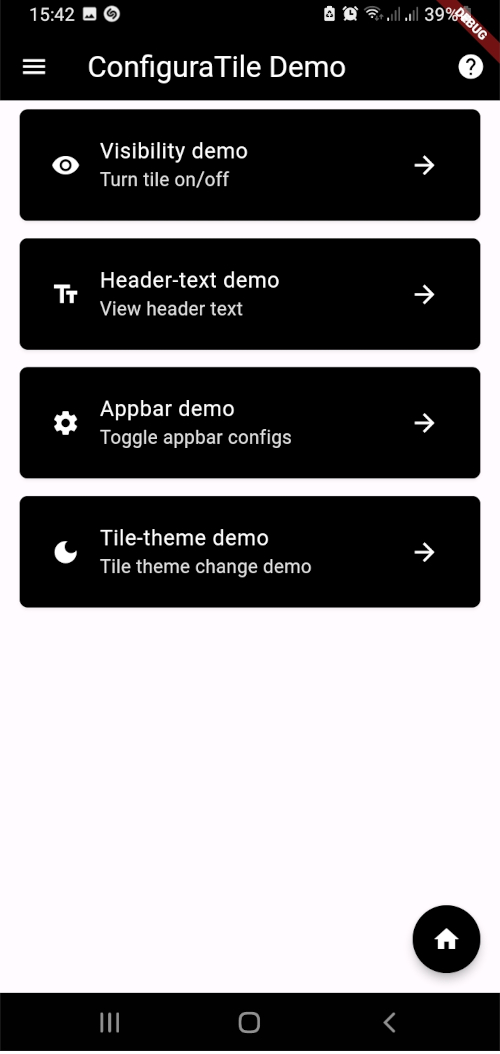 15:42
39%
DEBUG
ConfiguraTile Demo
Visibility demo
Turn tile on/off
Header-text demo
View header text
Appbar demo
Toggle appbar configs
Tile-theme demo
Tile theme change demo